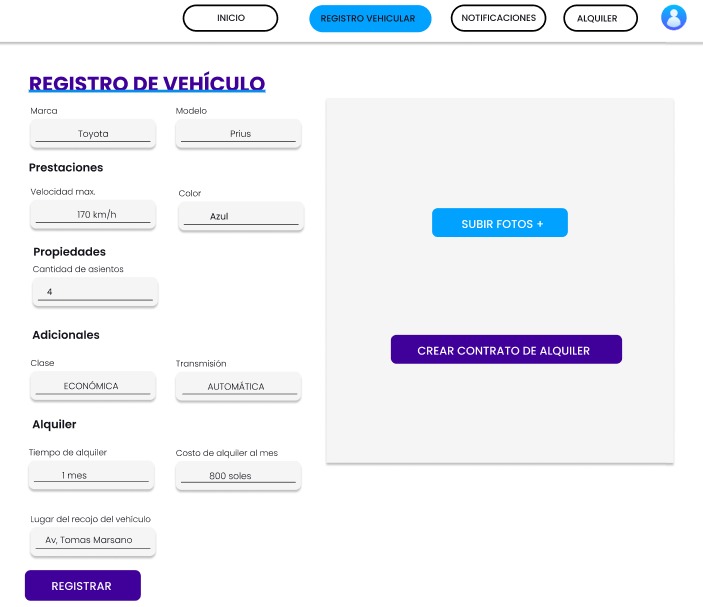 INICIO
REGISTRO VEHICULAR
NOTIFICACIONES
ALQUILER
REGISTRO DE VEHÍCULO
Marca
Modelo
Toyota
Prius
Prestaciones
Velocidad max.
Color
170 km/h
Azul
Propiedades
Cantidad de asientos
4
Adicionales
Clase
Transmisión
ECONÓMICA
AUTOMÁTICA
Alquiler
Tiempo de alquiler
Costo de alquiler al mes
1 mes
800 soles
Lugar del recojo del vehículo
Av, Tomas Marsano
REGISTRAR
SUBIR FOTOS +
CREAR CONTRATO DE ALQUILER